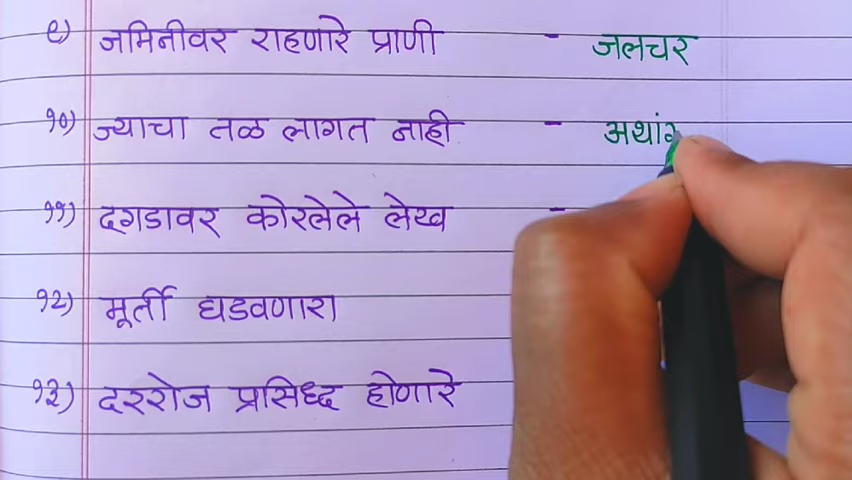 ९) जमिनीवर राहणारे प्राणी - जलचर
१०) ज्याचा तळ लागत नाही -
११) दगडावर कोरलेले लेख -
१२) मूर्ती घडवणारा
१३) दररोज प्रसिध्द होणारे